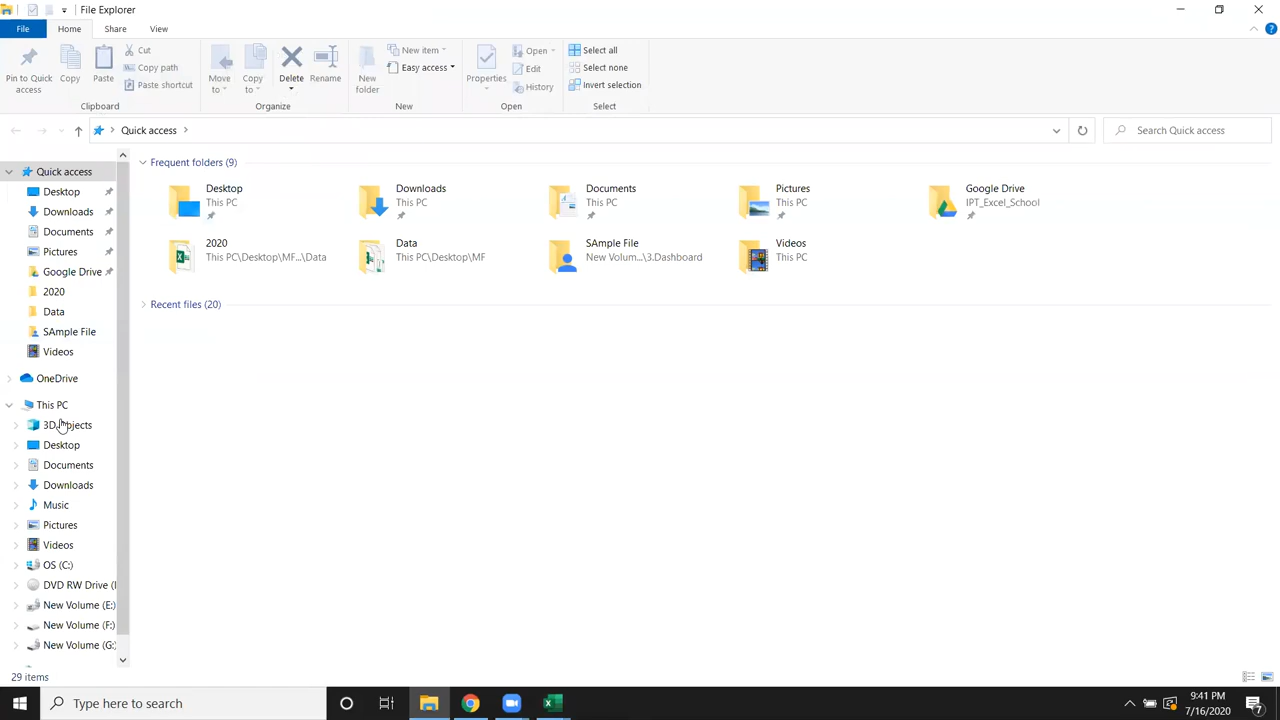 File Explorer
File
Home
Share
View
Pin to Quick access
Copy
Paste
Cut
Copy path
Paste shortcut
Clipboard
Move to
Copy to
Delete
Rename
Organize
New folder
New item
Easy access
New
Properties
Open
Edit
History
Open
Select all
Select none
Invert selection
Select
Quick access
Search Quick access
Quick access
Desktop
Downloads
Documents
Pictures
Google Drive
2020
Data
SAmple File
Videos
OneDrive
This PC
3D Objects
Desktop
Documents
Downloads
Music
Pictures
Videos
OS (C:)
DVD RW Drive (
New Volume (E:)
New Volume (F:)
New Volume (G:)
Frequent folders (9)
Desktop
This PC
Downloads
This PC
Documents
This PC
Pictures
This PC
Google Drive
IPT_Excel_School
2020
This PC\Desktop\MF...\Data
Data
This PC\Desktop\MF
SAmple File
New Volum...\3.Dashboard
Videos
This PC
Recent files (20)
29 items
Type here to search
9:41 PM
7/16/2020
7